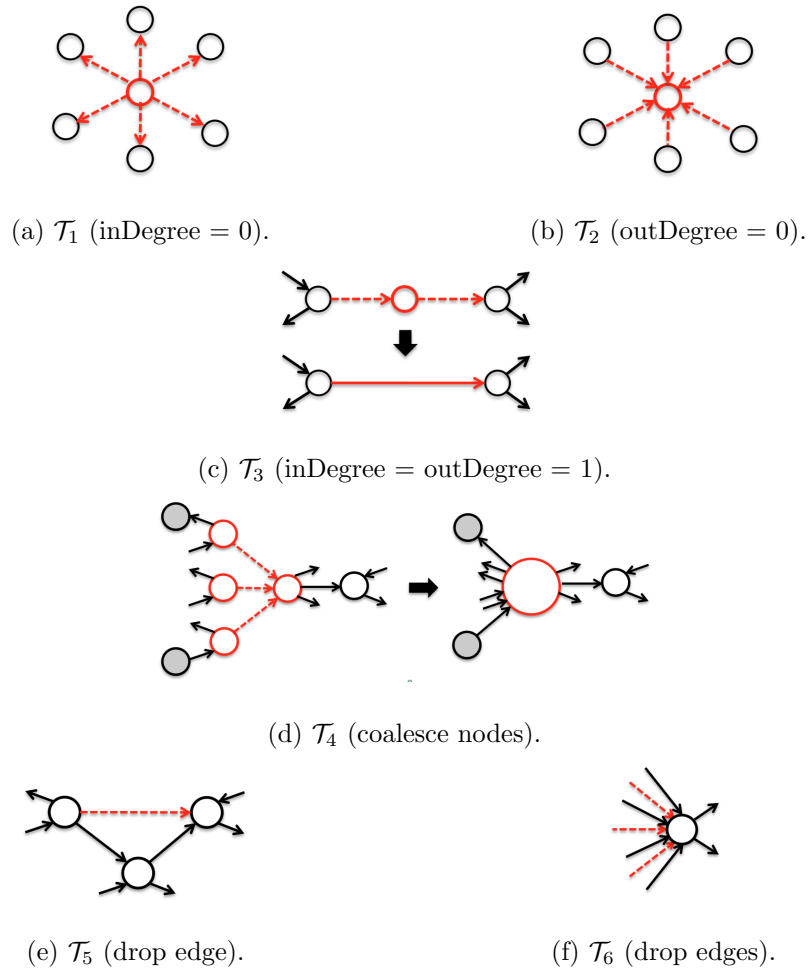 (a) 𝒯₁ (inDegree = 0).
(b) 𝒯₂ (outDegree = 0).
(c) 𝒯₃ (inDegree = outDegree = 1).
(d) 𝒯₄ (coalesce nodes).
(e) 𝒯₅ (drop edge).
(f) 𝒯₆ (drop edges).